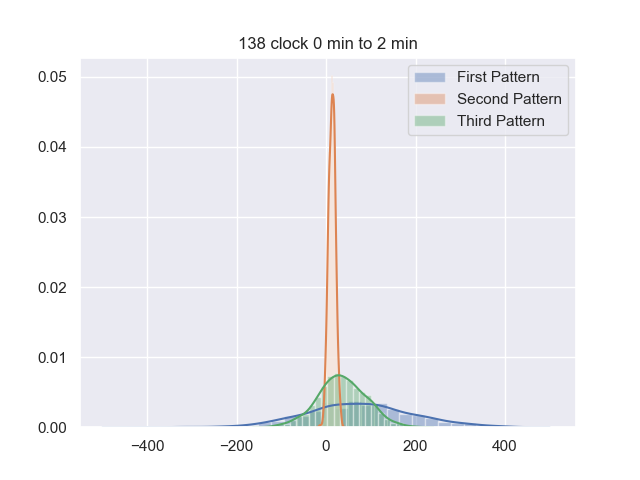 138 clock 0 min to 2 min
First Pattern
Second Pattern
Third Pattern
0.05
0.04
0.03
0.02
0.01
0.00
−400
−200
0
200
400